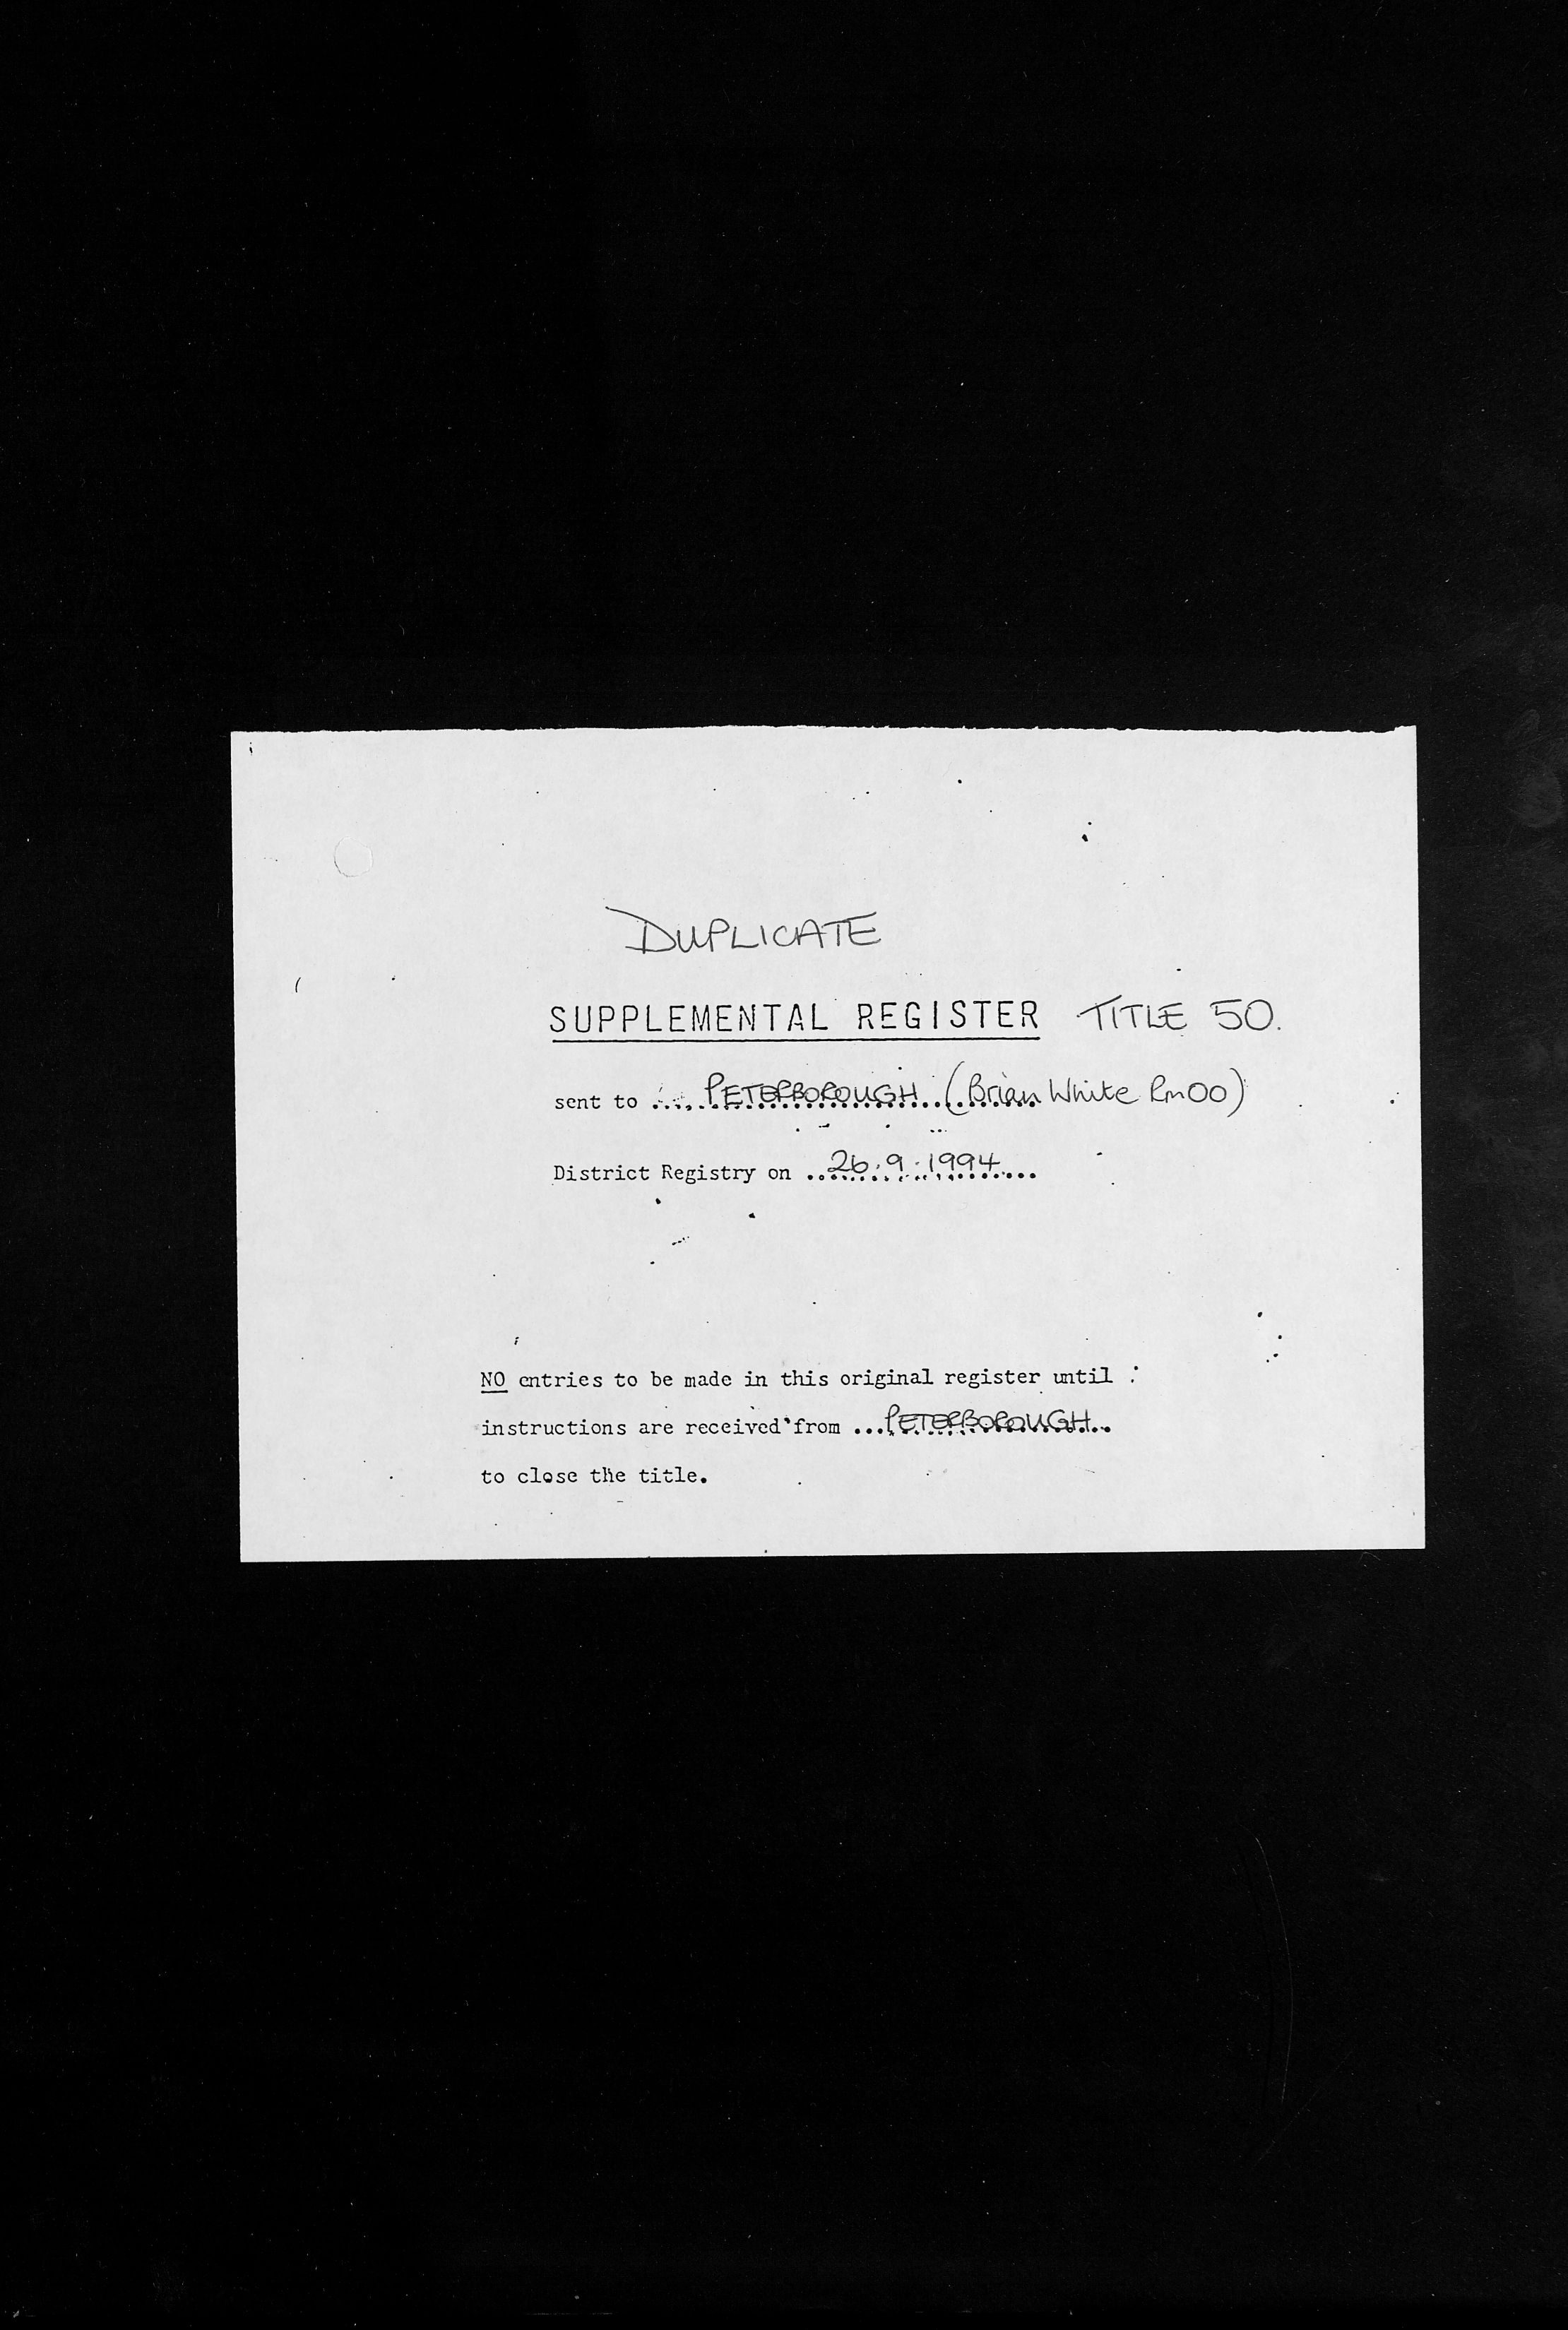 DUPLICATE
SUPPLEMENTAL REGISTER TITLE 50.
sent to ... PETERBOROUGH (Brian White Rm00)
District Registry on ..26.9.1994...
NO entries to be made in this original register until
instructions are received from ...PETERBOROUGH..
to close the title.